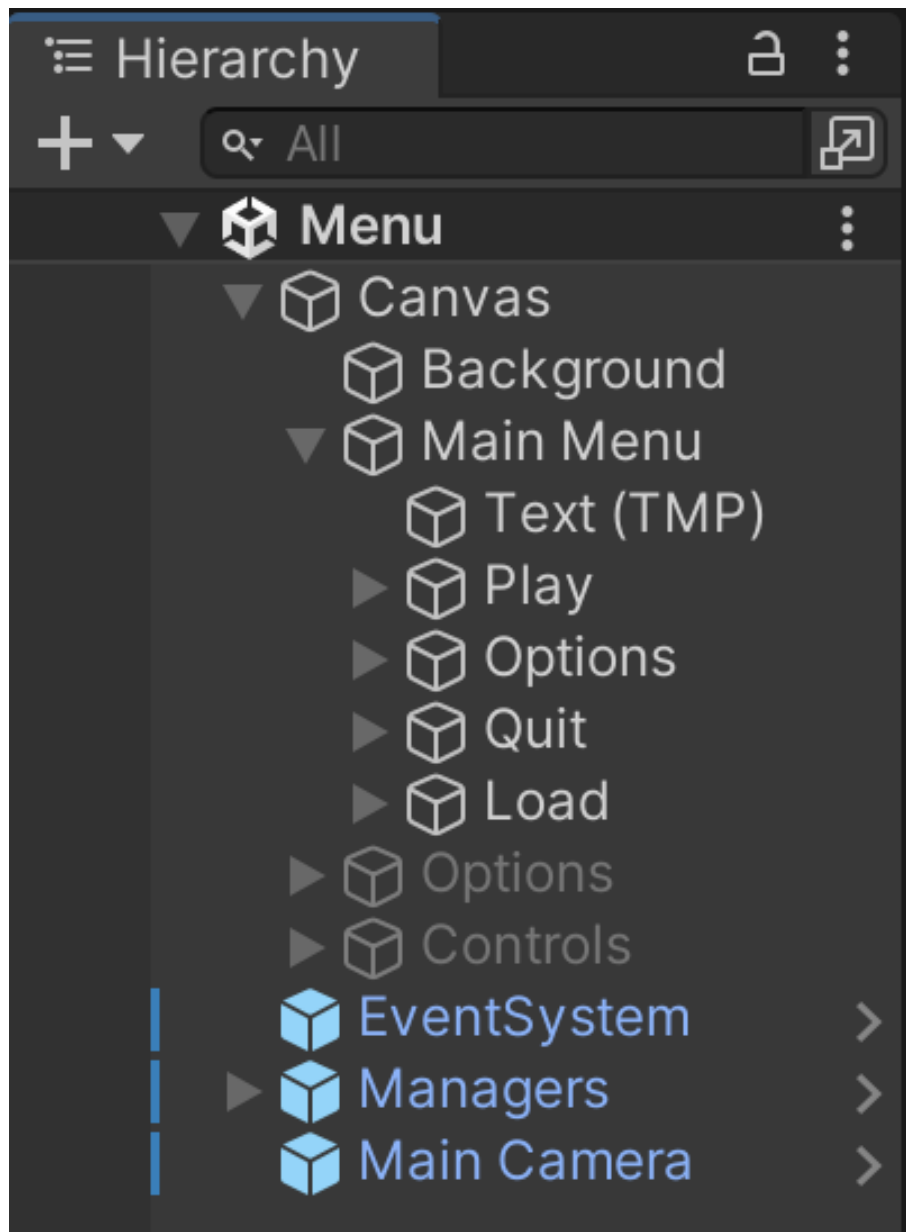 Hierarchy
All
Menu
Canvas
Background
Main Menu
Text (TMP)
Play
Options
Quit
Load
Options
Controls
EventSystem
Managers
Main Camera